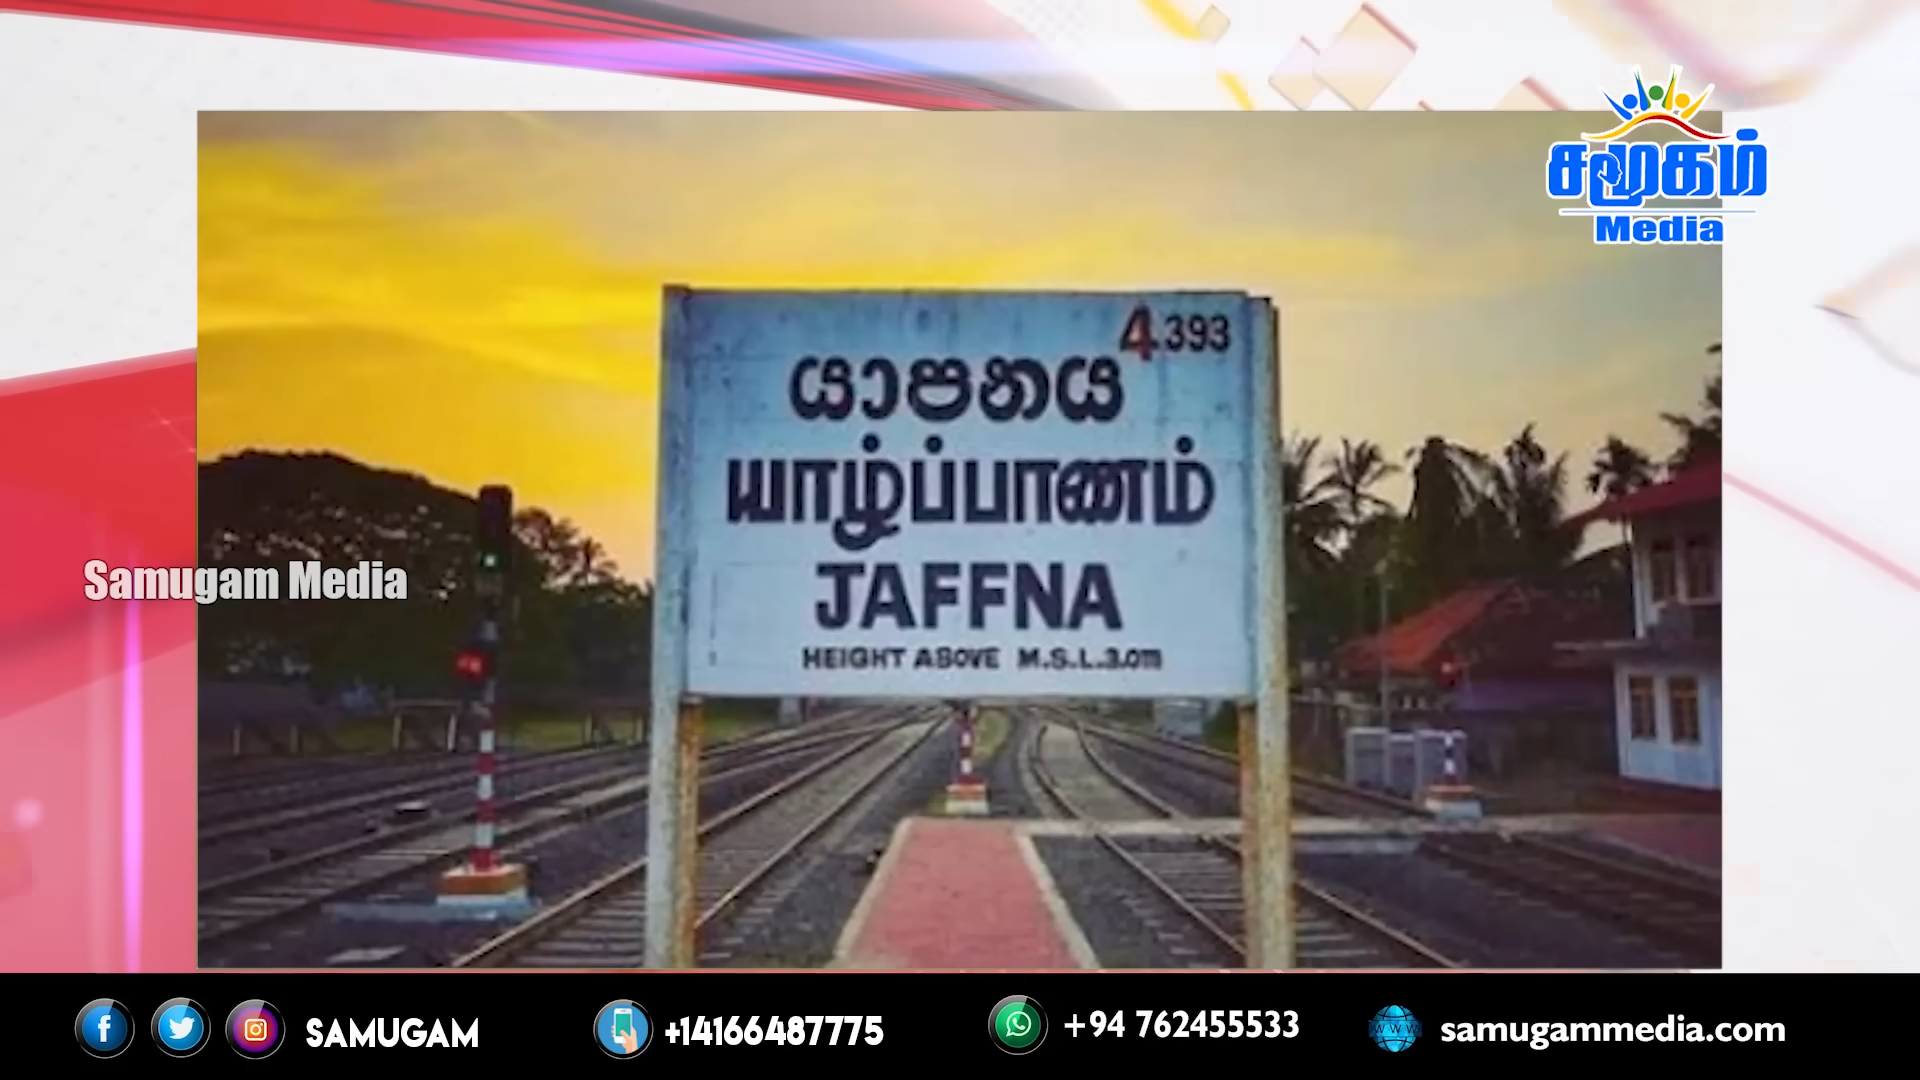 சமூகம்
Media
4.393
යාපනය
யாழ்ப்பாணம்
JAFFNA
HEIGHT ABOVE M.S.L.3.0m
Samugam Media
SAMUGAM
+14166487775
+94 762455533
www
samugammedia.com